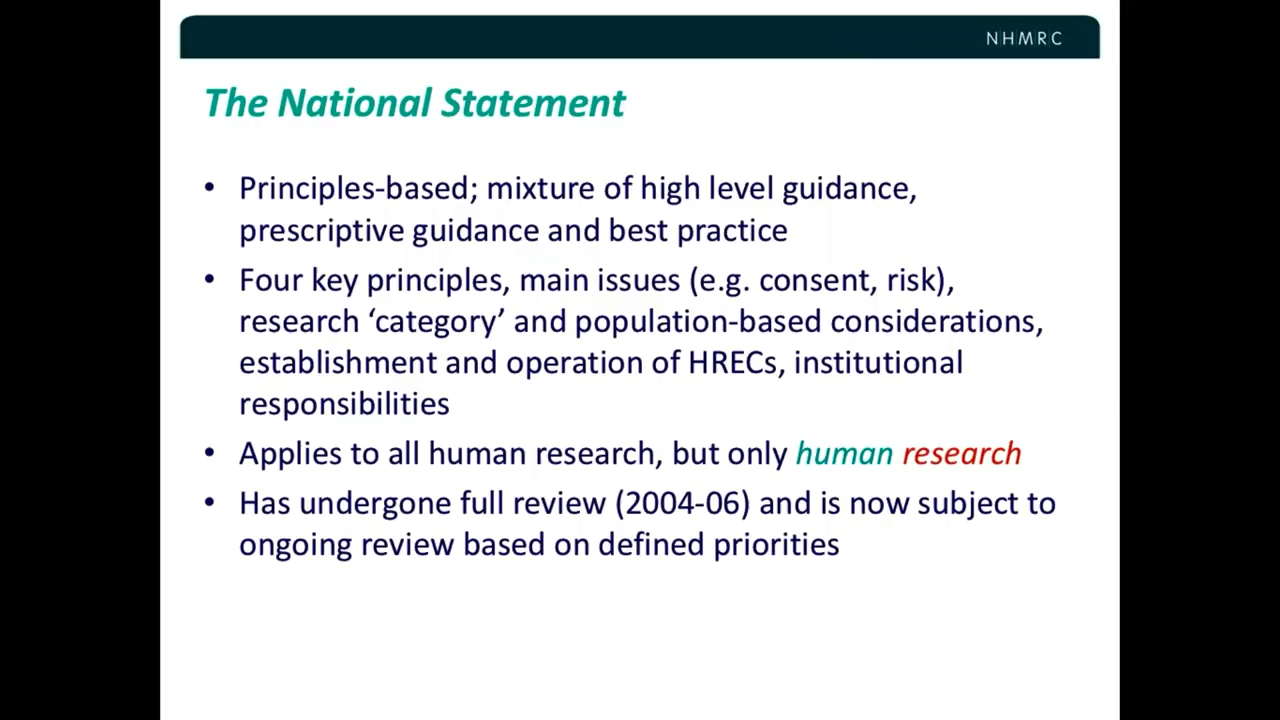 NHMRC
The National Statement
• Principles-based; mixture of high level guidance,
prescriptive guidance and best practice
• Four key principles, main issues (e.g. consent, risk),
research ‘category’ and population-based considerations,
establishment and operation of HRECs, institutional
responsibilities
• Applies to all human research, but only human research
• Has undergone full review (2004-06) and is now subject to
ongoing review based on defined priorities